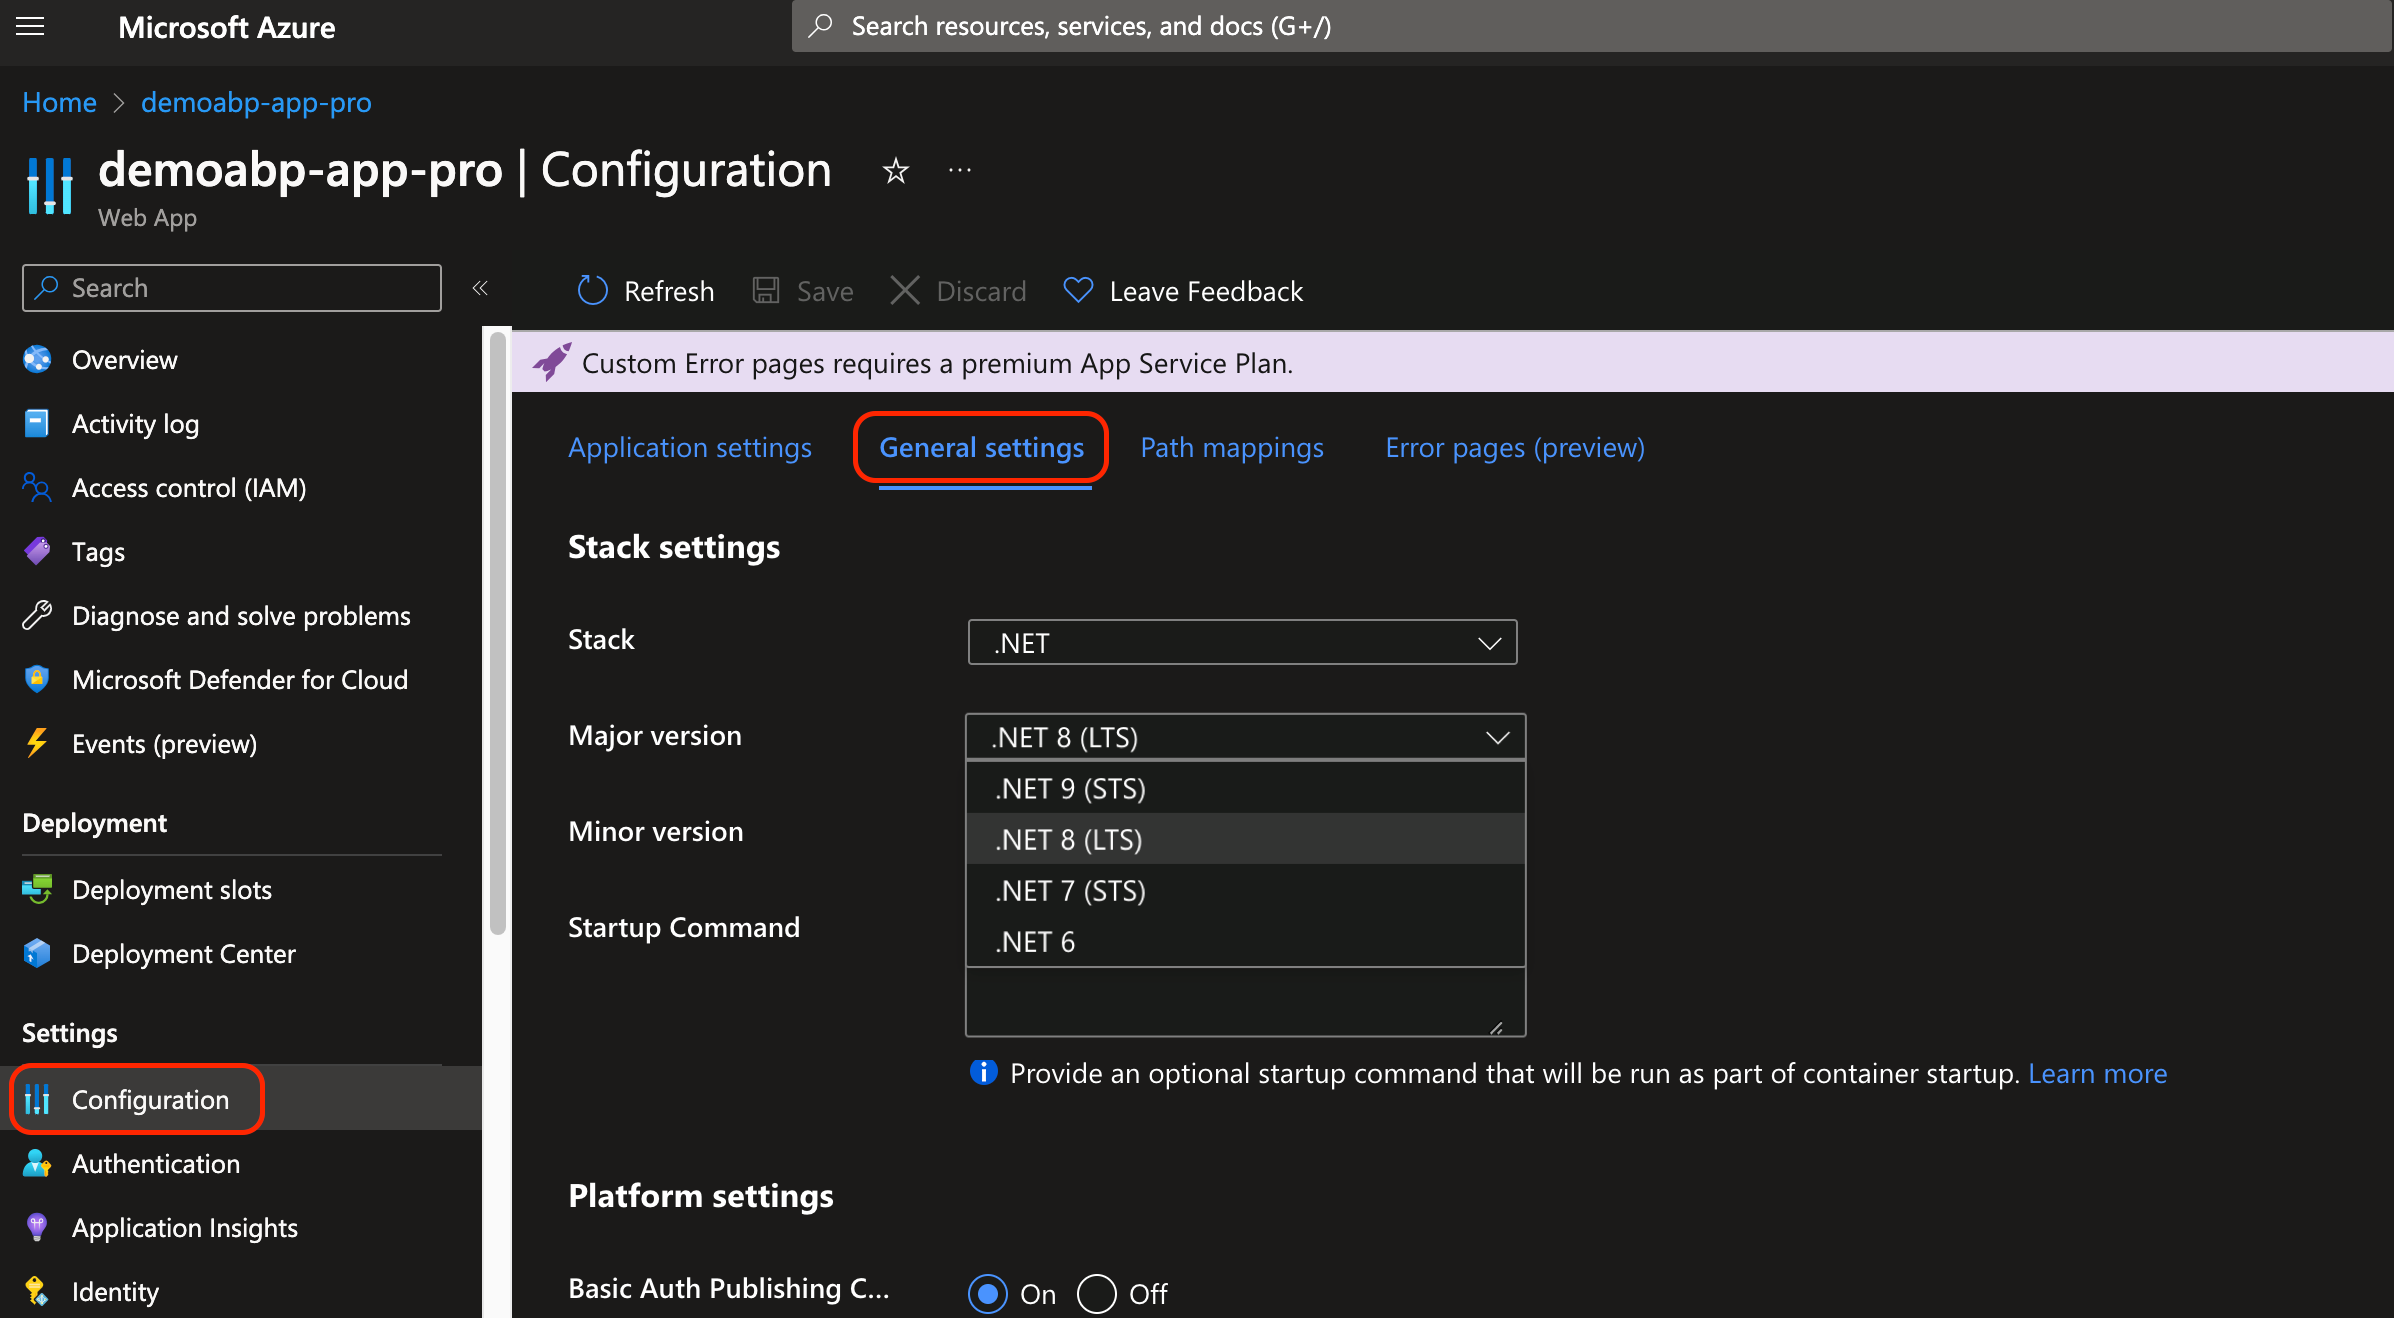 Microsoft Azure
Search resources, services, and docs (G+/)
Home > demoabp-app-pro
demoabp-app-pro | Configuration
Web App
Search
Refresh
Save
Discard
Leave Feedback
Custom Error pages requires a premium App Service Plan.
Overview
Activity log
Access control (IAM)
Tags
Diagnose and solve problems
Microsoft Defender for Cloud
Events (preview)
Deployment
Deployment slots
Deployment Center
Settings
Configuration
Authentication
Application Insights
Identity
Application settings
General settings
Path mappings
Error pages (preview)
Stack settings
Stack
.NET
Major version
.NET 8 (LTS)
.NET 9 (STS)
.NET 8 (LTS)
.NET 7 (STS)
.NET 6
Minor version
Startup Command
Provide an optional startup command that will be run as part of container startup. Learn more
Platform settings
Basic Auth Publishing C...
On
Off